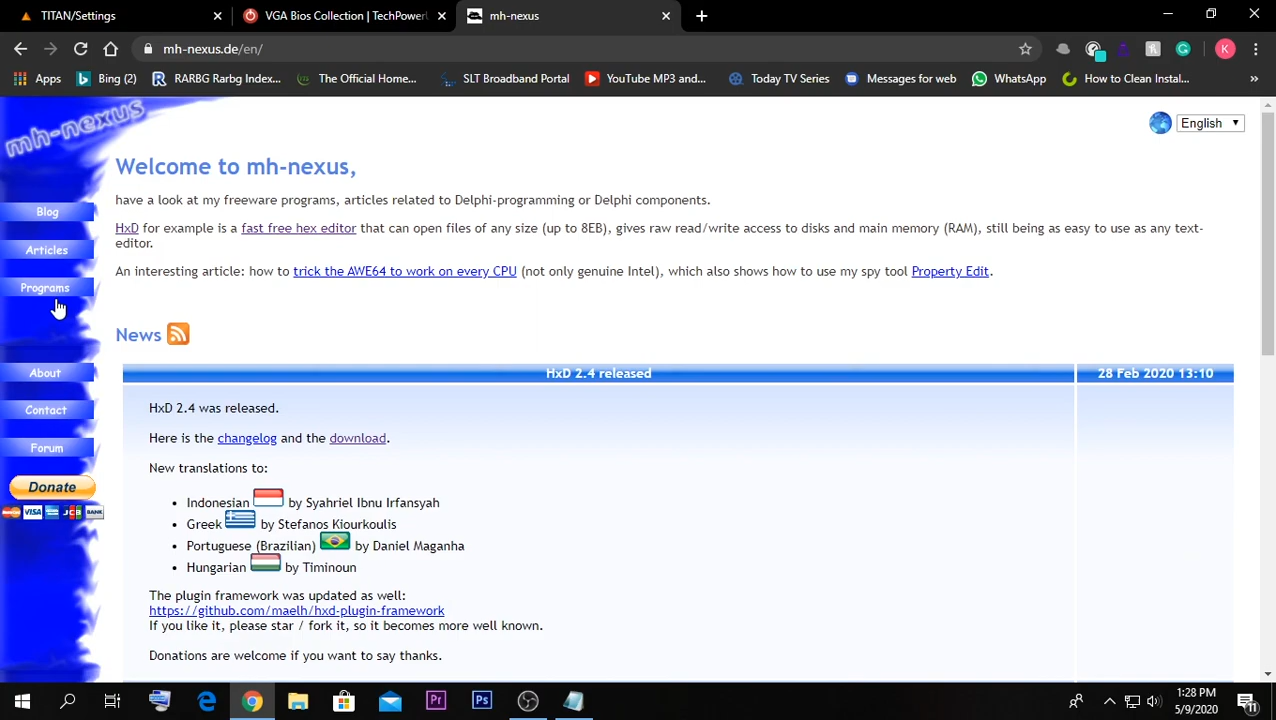 TITAN/Settings
VGA Bios Collection | TechPowerU
mh-nexus
mh-nexus.de/en/
Apps
Bing (2)
RARBG Rarbg Index...
The Official Home...
SLT Broadband Portal
YouTube MP3 and...
Today TV Series
Messages for web
WhatsApp
How to Clean Instal...
mh-nexus
English
Welcome to mh-nexus,
have a look at my freeware programs, articles related to Delphi-programming or Delphi components.
Blog
HxD for example is a fast free hex editor that can open files of any size (up to 8EB), gives raw read/write access to disks and main memory (RAM), still being as easy to use as any text-
editor.
Articles
An interesting article: how to trick the AWE64 to work on every CPU (not only genuine Intel), which also shows how to use my spy tool Property Edit.
Programs
News
About
HxD 2.4 released
28 Feb 2020 13:10
Contact
HxD 2.4 was released.
Here is the changelog and the download.
Forum
New translations to:
Donate
VISA
JCB
BANK
Indonesian by Syahriel Ibnu Irfansyah
Greek by Stefanos Kiourkoulis
Portuguese (Brazilian) by Daniel Maganha
Hungarian by Timinoun
The plugin framework was updated as well:
https://github.com/maelh/hxd-plugin-framework
If you like it, please star / fork it, so it becomes more well known.
Donations are welcome if you want to say thanks.
Pr
Ps
1:28 PM
5/9/2020
11